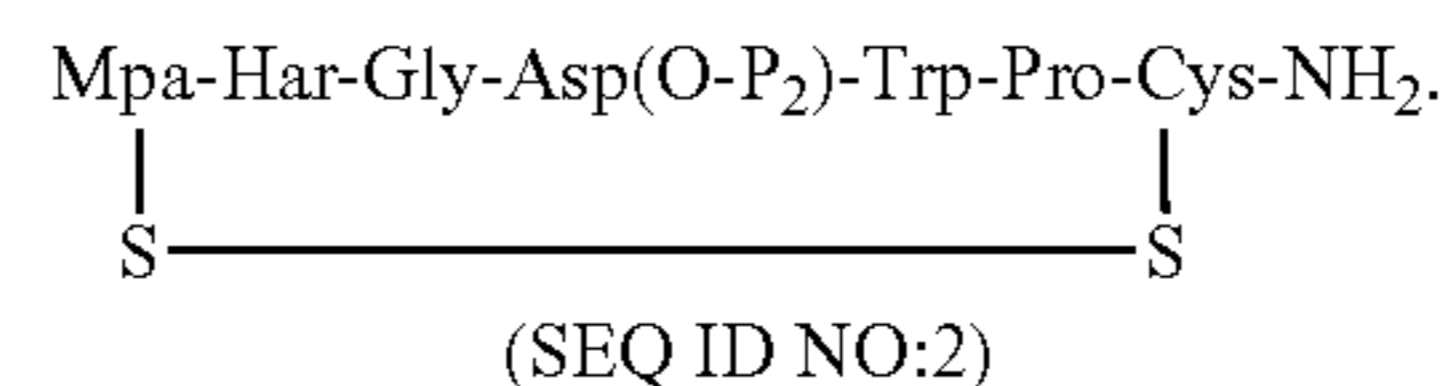 Mpa-Har-Gly-Asp(O-P₂)-Trp-Pro-Cys-NH₂.
S S
(SEQ ID NO:2)